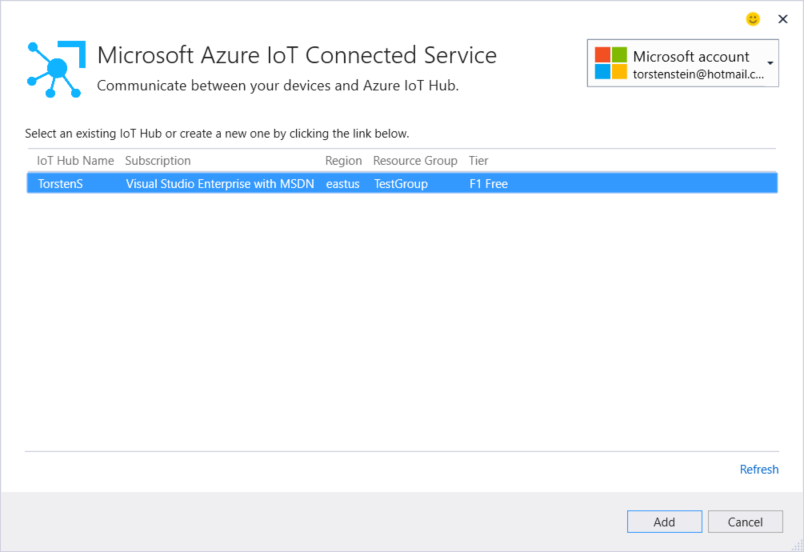 Microsoft Azure IoT Connected Service
Communicate between your devices and Azure IoT Hub.
Microsoft account
torstenstein@hotmail.c...
Select an existing IoT Hub or create a new one by clicking the link below.
IoT Hub Name Subscription Region Resource Group Tier
TorstenS Visual Studio Enterprise with MSDN eastus TestGroup F1 Free
Refresh
Add Cancel